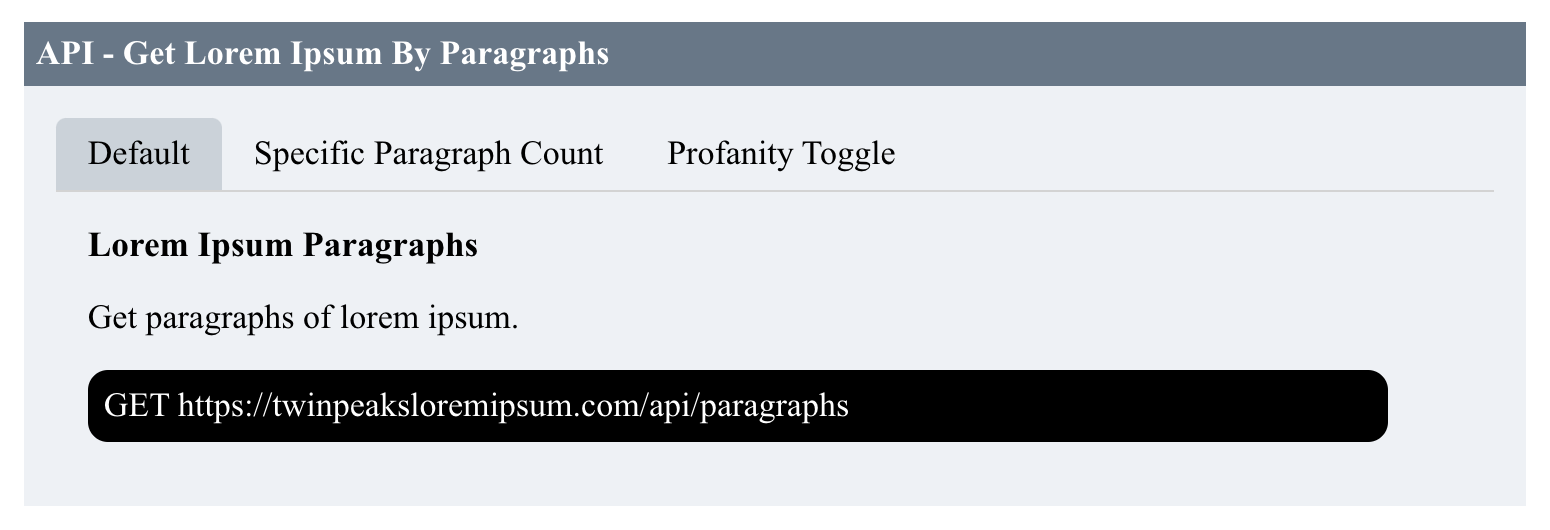 API - Get Lorem Ipsum By Paragraphs
Default Specific Paragraph Count Profanity Toggle
Lorem Ipsum Paragraphs
Get paragraphs of lorem ipsum.
GET https://twinpeaksloremipsum.com/api/paragraphs